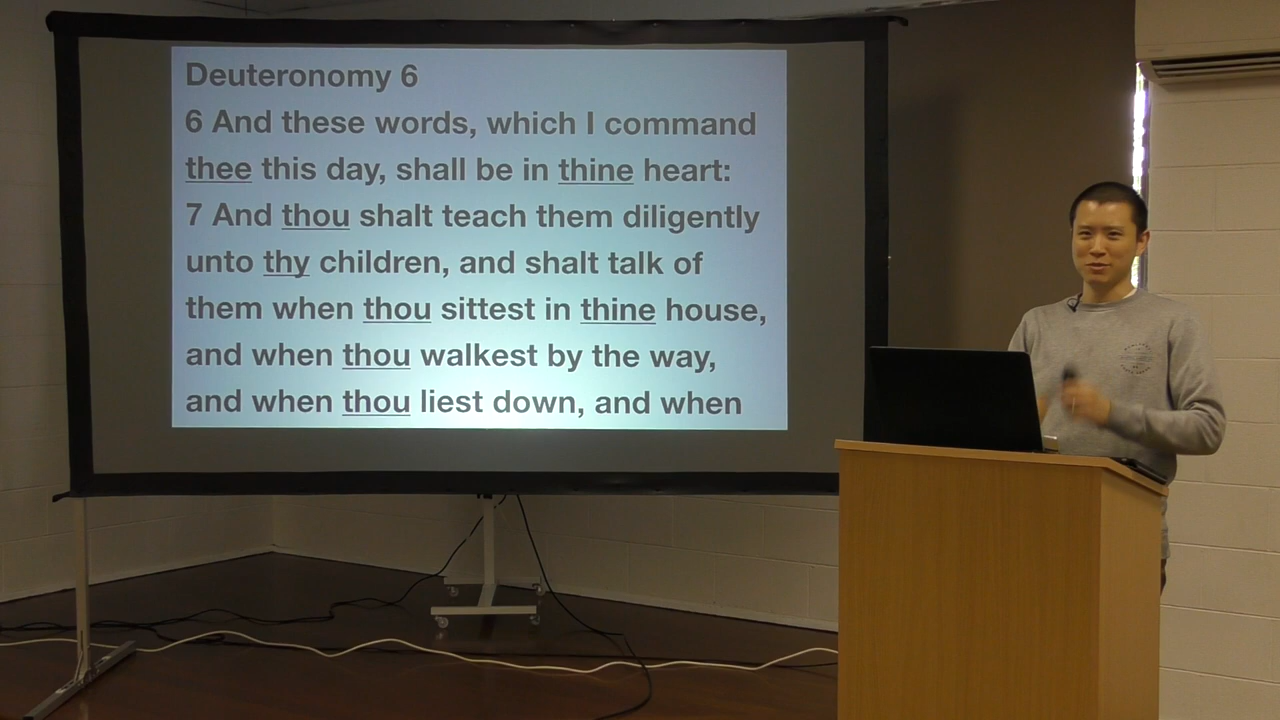 Deuteronomy 6
6 And these words, which I command
thee this day, shall be in thine heart:
7 And thou shalt teach them diligently
unto thy children, and shalt talk of
them when thou sittest in thine house,
and when thou walkest by the way,
and when thou liest down, and when